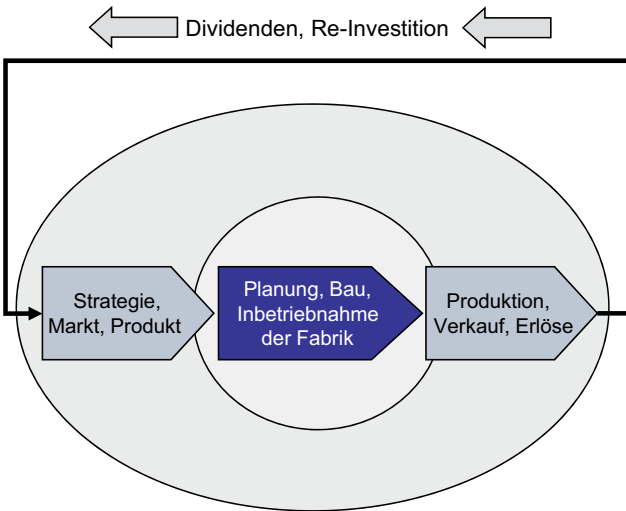 Dividenden, Re-Investition
Strategie,
Markt, Produkt
Planung, Bau,
Inbetriebnahme
der Fabrik
Produktion,
Verkauf, Erlöse